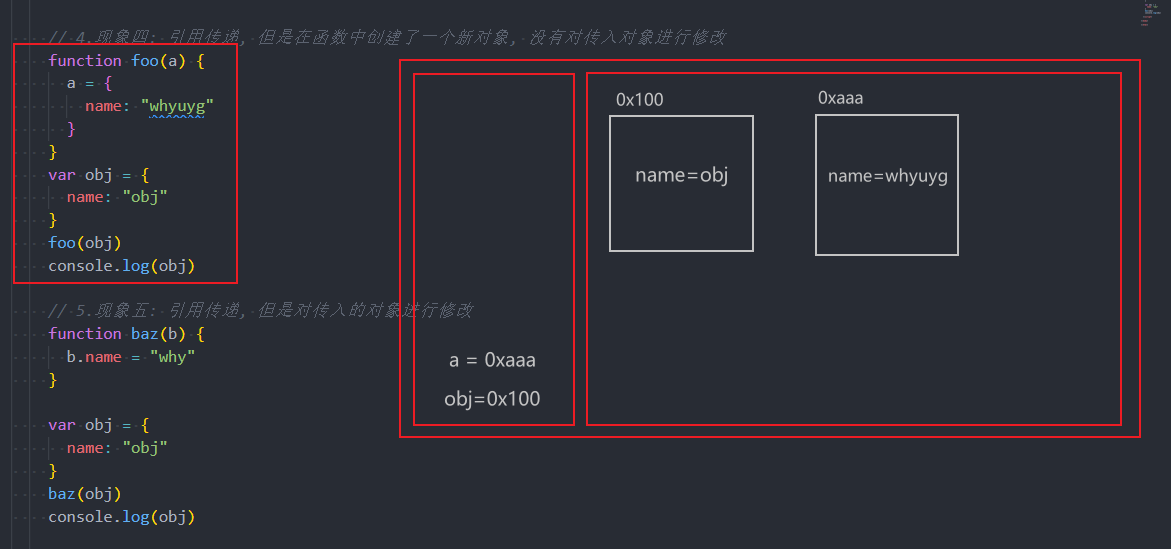 // 4.现象四: 引用传递, 但是在函数中创建了一个新对象, 没有对传入对象进行修改
function foo(a) {
  a = {
    name: "whyuyg"
  }
}
var obj = {
  name: "obj"
}
foo(obj)
console.log(obj)
// 5.现象五: 引用传递, 但是对传入的对象进行修改
function baz(b) {
  b.name = "why"
}
var obj = {
  name: "obj"
}
baz(obj)
console.log(obj)
0x100
0xaaa
name=obj
name=whyuyg
a = 0xaaa
obj=0x100